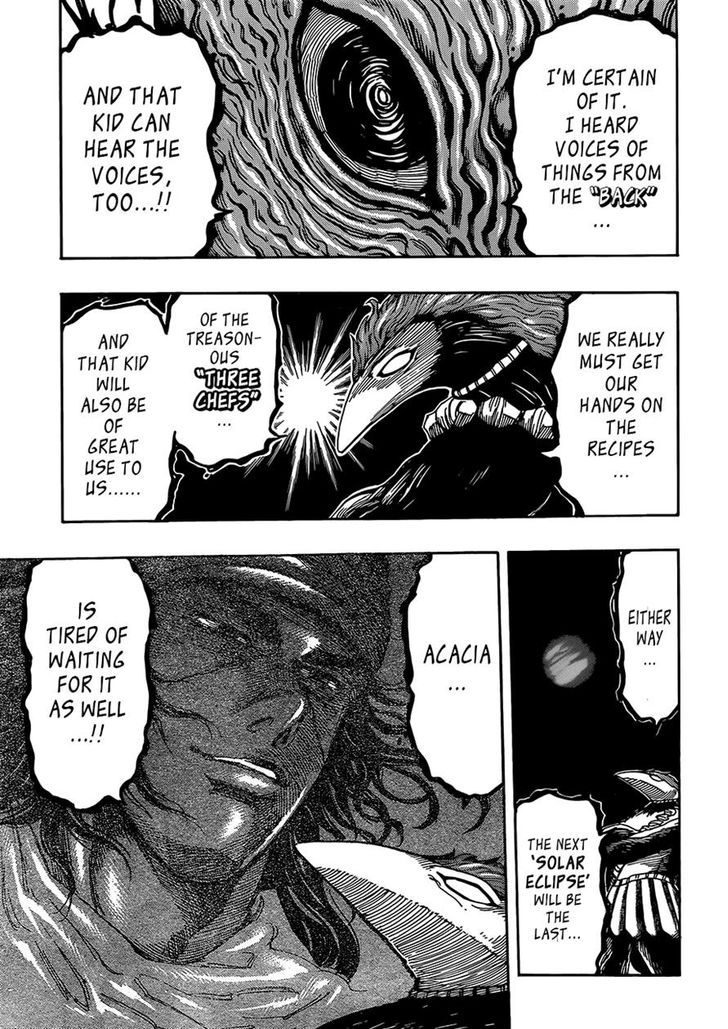 I'M CERTAIN
OF IT.
I HEARD
VOICES OF
THINGS FROM
THE "BACK"
...
AND THAT
KID CAN
HEAR THE
VOICES,
TOO...!!
WE REALLY
MUST GET
OUR
HANDS ON
THE
RECIPES
...
OF THE
TREASON-
OUS
"THREE
CHEFS"
...
AND
THAT KID
WILL
ALSO BE
OF
GREAT
USE TO
US......
EITHER
WAY
...
THE NEXT
'SOLAR
ECLIPSE'
WILL BE
THE
LAST...
ACACIA
...
IS
TIRED OF
WAITING
FOR IT
AS WELL
...!!